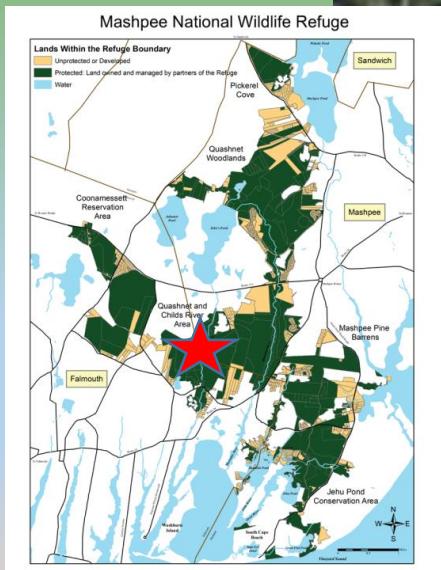 Mashpee National Wildlife Refuge
Lands Within the Refuge Boundary
Unprotected or Developed
Protected: Land owned and managed by partners of the Refuge
Water
Sandwich
Pickerel
Cove
Quashnet
Woodlands
Coonamessett
Reservation
Area
Mashpee
Quashnet and
Childs River
Area
Mashpee Pine
Barrens
Falmouth
Jehu Pond
Conservation Area
Washburn
Island
South Cape
Beach
N
W
E
S